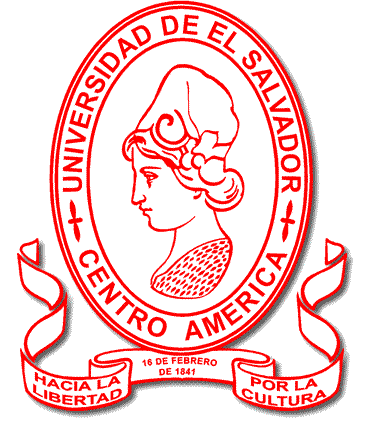 UNIVERSIDAD DE EL SALVADOR
CENTRO AMERICA
16 DE FEBRERO
DE 1841
HACIA LA
LIBERTAD
POR LA
CULTURA